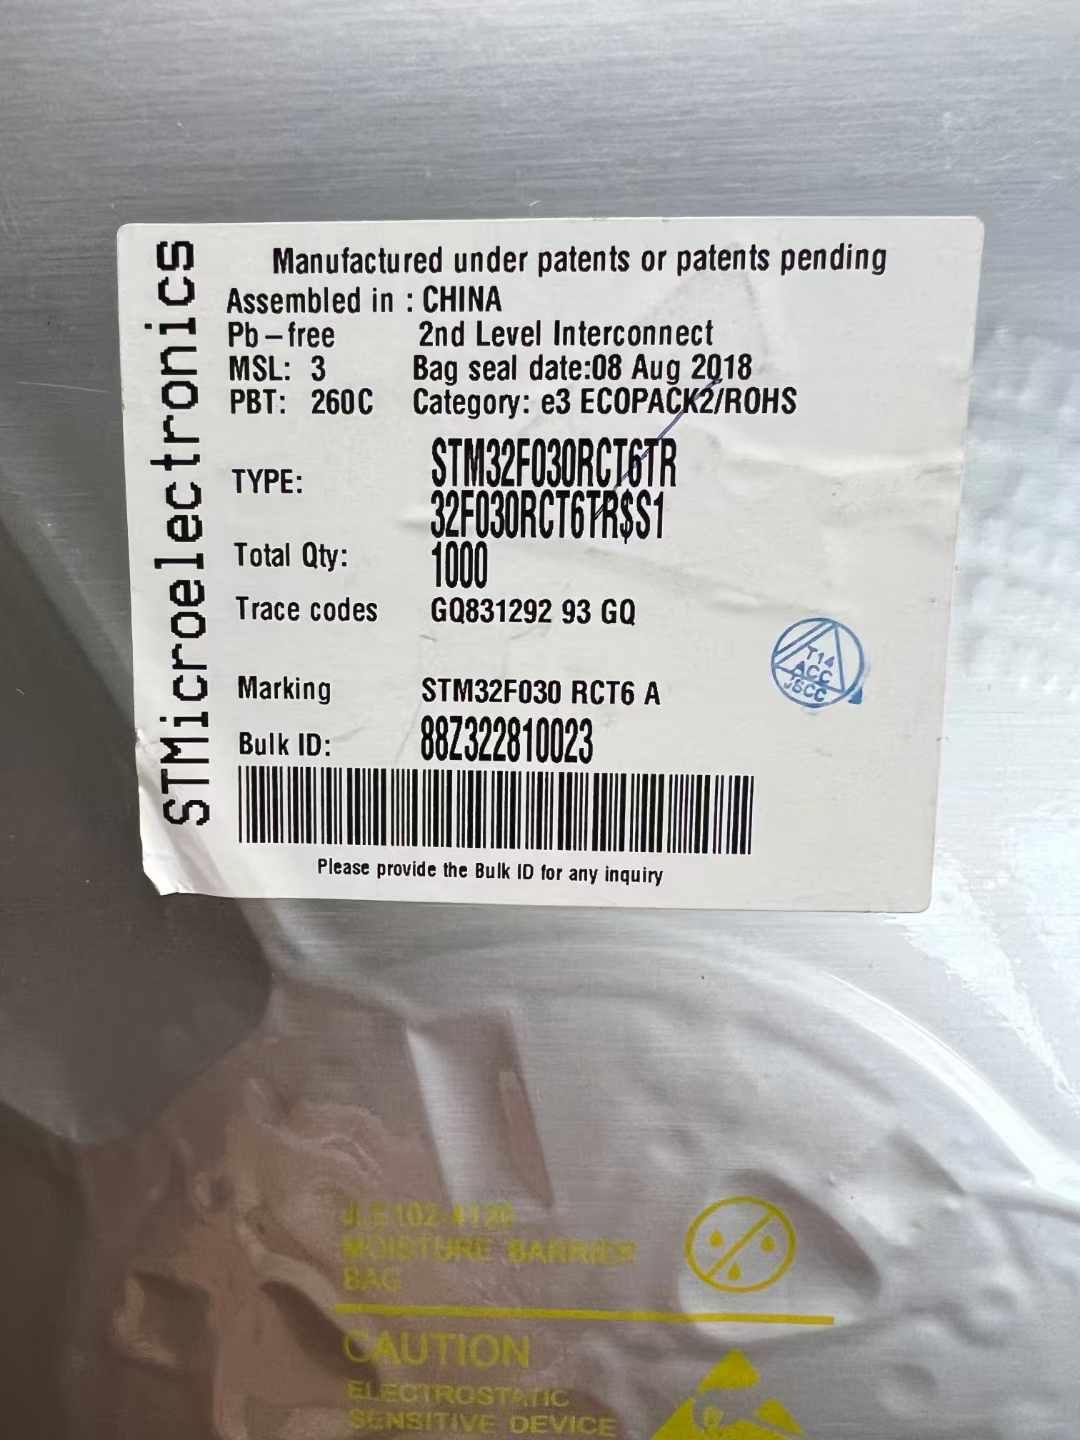 STMicroelectronics
Manufactured under patents or patents pending
Assembled in : CHINA
Pb-free 2nd Level Interconnect
MSL: 3 Bag seal date:08 Aug 2018
PBT: 260C Category: e3 ECOPACK2/ROHS
TYPE: STM32F030RCT6TR
32F030RCT6TR$S1
Total Qty: 1000
Trace codes GQ831292 93 GQ
T14
ACC
JSCC
Marking STM32F030 RCT6 A
Bulk ID: 88Z322810023
Please provide the Bulk ID for any inquiry
MOISTURE BARRIER
BAG
CAUTION
ELECTROSTATIC
SENSITIVE DEVICE